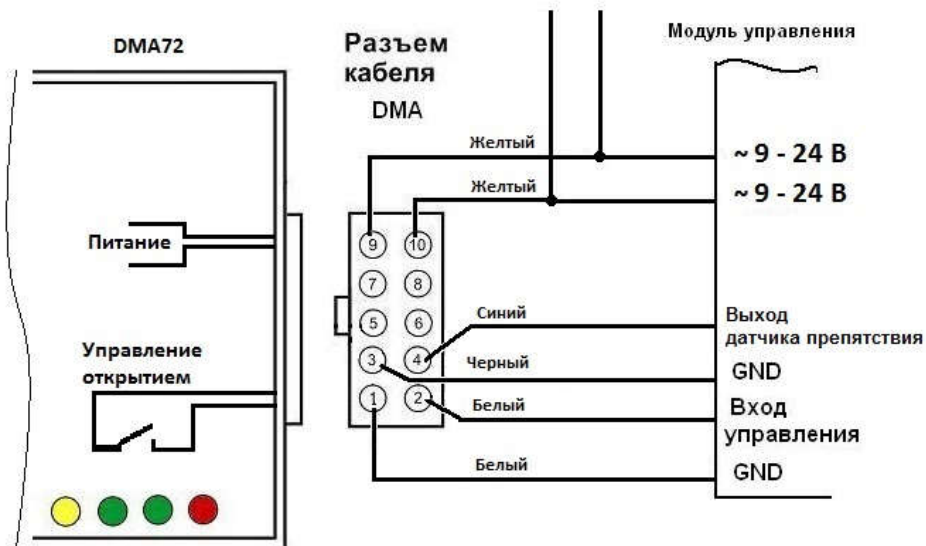 DMA72
Разъем
кабеля
DMA
Модуль управления
Желтый
~ 9 - 24 В
Желтый
~ 9 - 24 В
Питание
9
10
7
8
5
6
3
4
1
2
Синий
Выход
датчика препятствия
Управление
открытием
Черный
GND
Белый
Вход
управления
Белый
GND